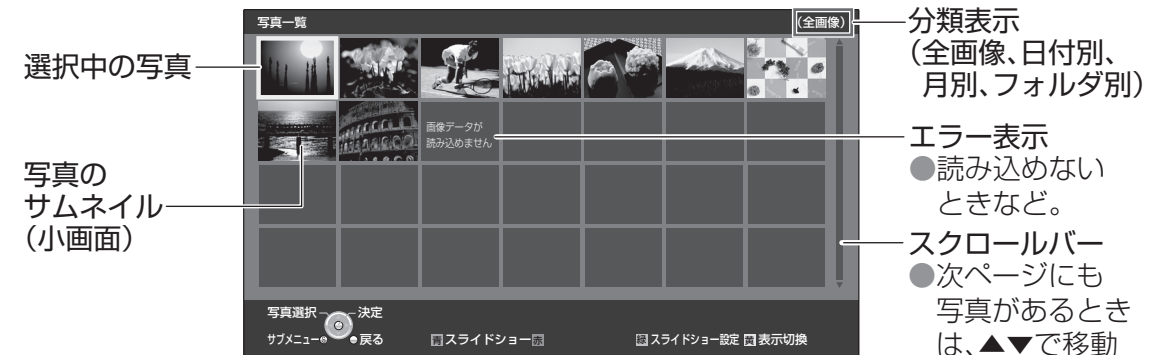 写真一覧
(全画像)
選択中の写真
写真の
サムネイル
(小画面)
画像データが
読み込めません
写真選択
決定
サブメニューⓈ
戻る
青スライドショー赤
緑スライドショー設定 黄表示切換
分類表示
(全画像、日付別、
月別、フォルダ別)
エラー表示
●読み込めない
ときなど。
スクロールバー
●次ページにも
写真があるとき
は、▲▼で移動